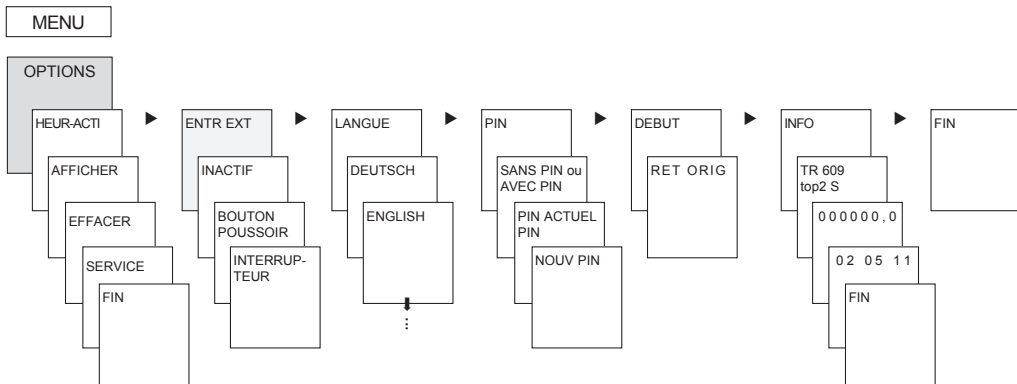 MENU
OPTIONS
HEUR-ACTI
AFFICHER
EFFACER
SERVICE
FIN
ENTR EXT
INACTIF
BOUTON
POUSSOIR
INTERRUP-
TEUR
LANGUE
DEUTSCH
ENGLISH
PIN
SANS PIN ou
AVEC PIN
PIN ACTUEL
PIN
NOUV PIN
DEBUT
RET ORIG
INFO
TR 609
top2 S
000000,0
02 05 11
FIN
FIN